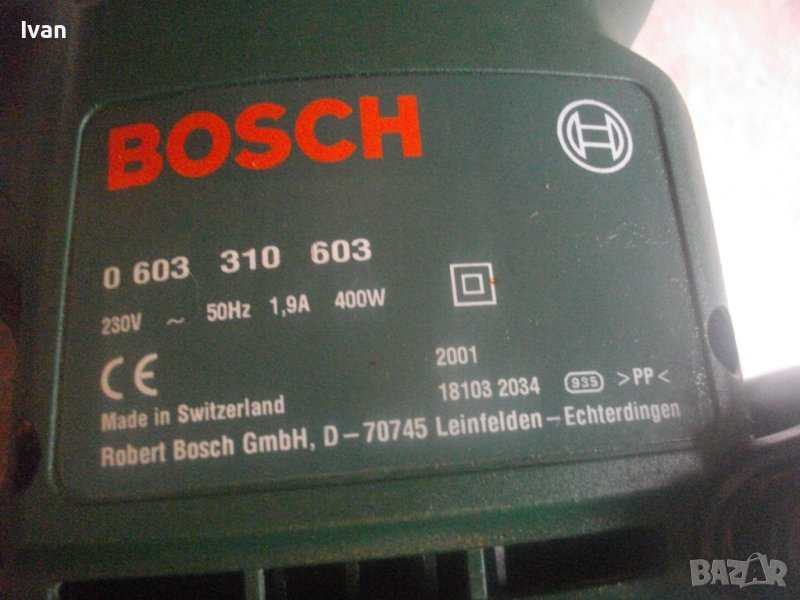 Ivan
BOSCH
0 603 310 603
230V ~ 50Hz 1,9A 400W
CE
2001
18103 2034 935 >PP<
Made in Switzerland
Robert Bosch GmbH, D-70745 Leinfelden-Echterdingen
BAZAR